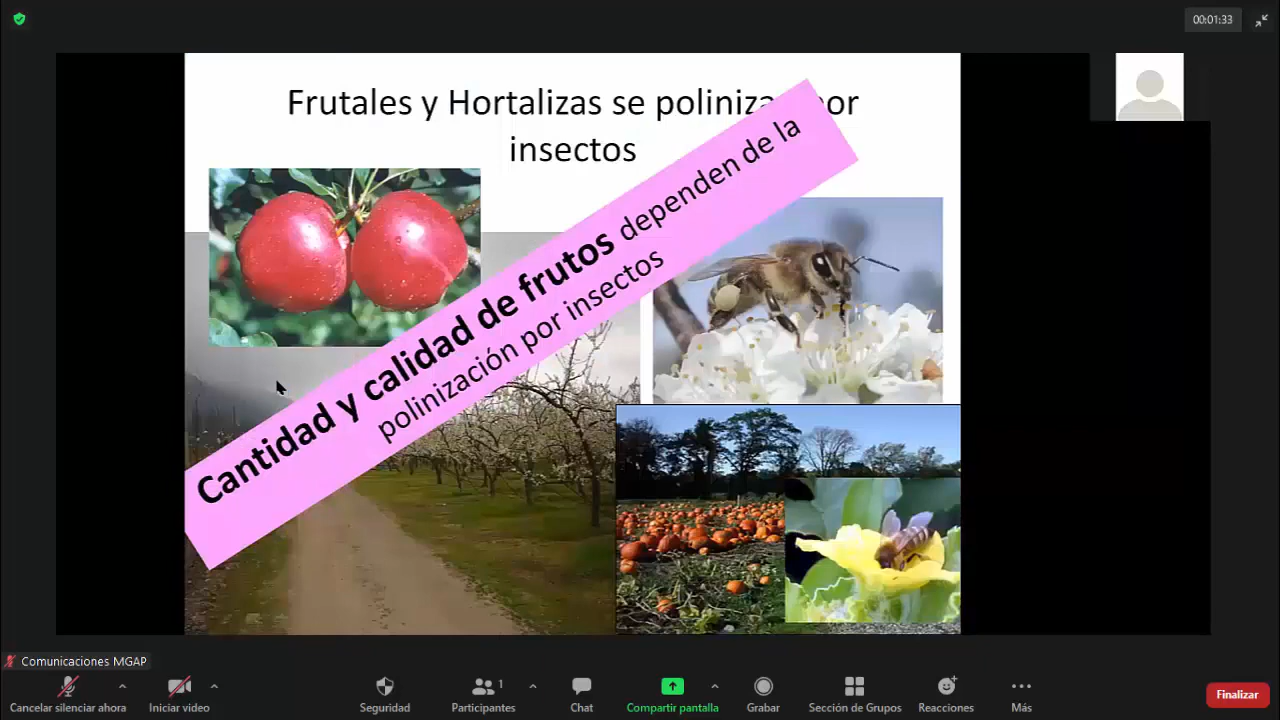 00:01:33
Frutales y Hortalizas se poliniza por
insectos
Cantidad y calidad de frutos dependen de la
polinización por insectos
Comunicaciones MGAP
Cancelar silenciar ahora
Iniciar video
Seguridad
1
Participantes
Chat
Compartir pantalla
Grabar
Sección de Grupos
Reacciones
Más
Finalizar